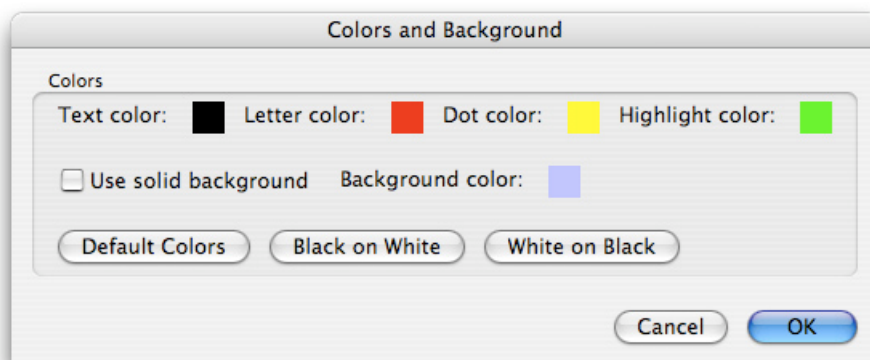 Colors and Background
Colors
Text color: Letter color: Dot color: Highlight color:
Use solid background Background color:
Default Colors Black on White White on Black
Cancel OK